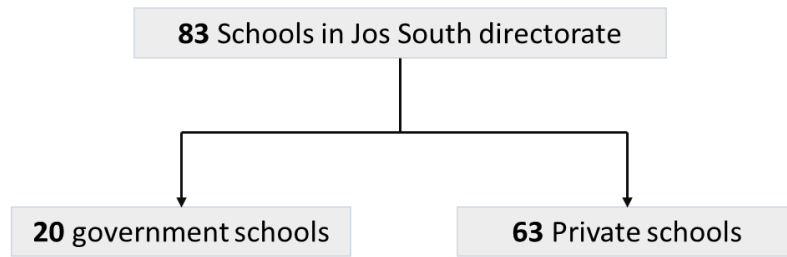 83 Schools in Jos South directorate
20 government schools
63 Private schools